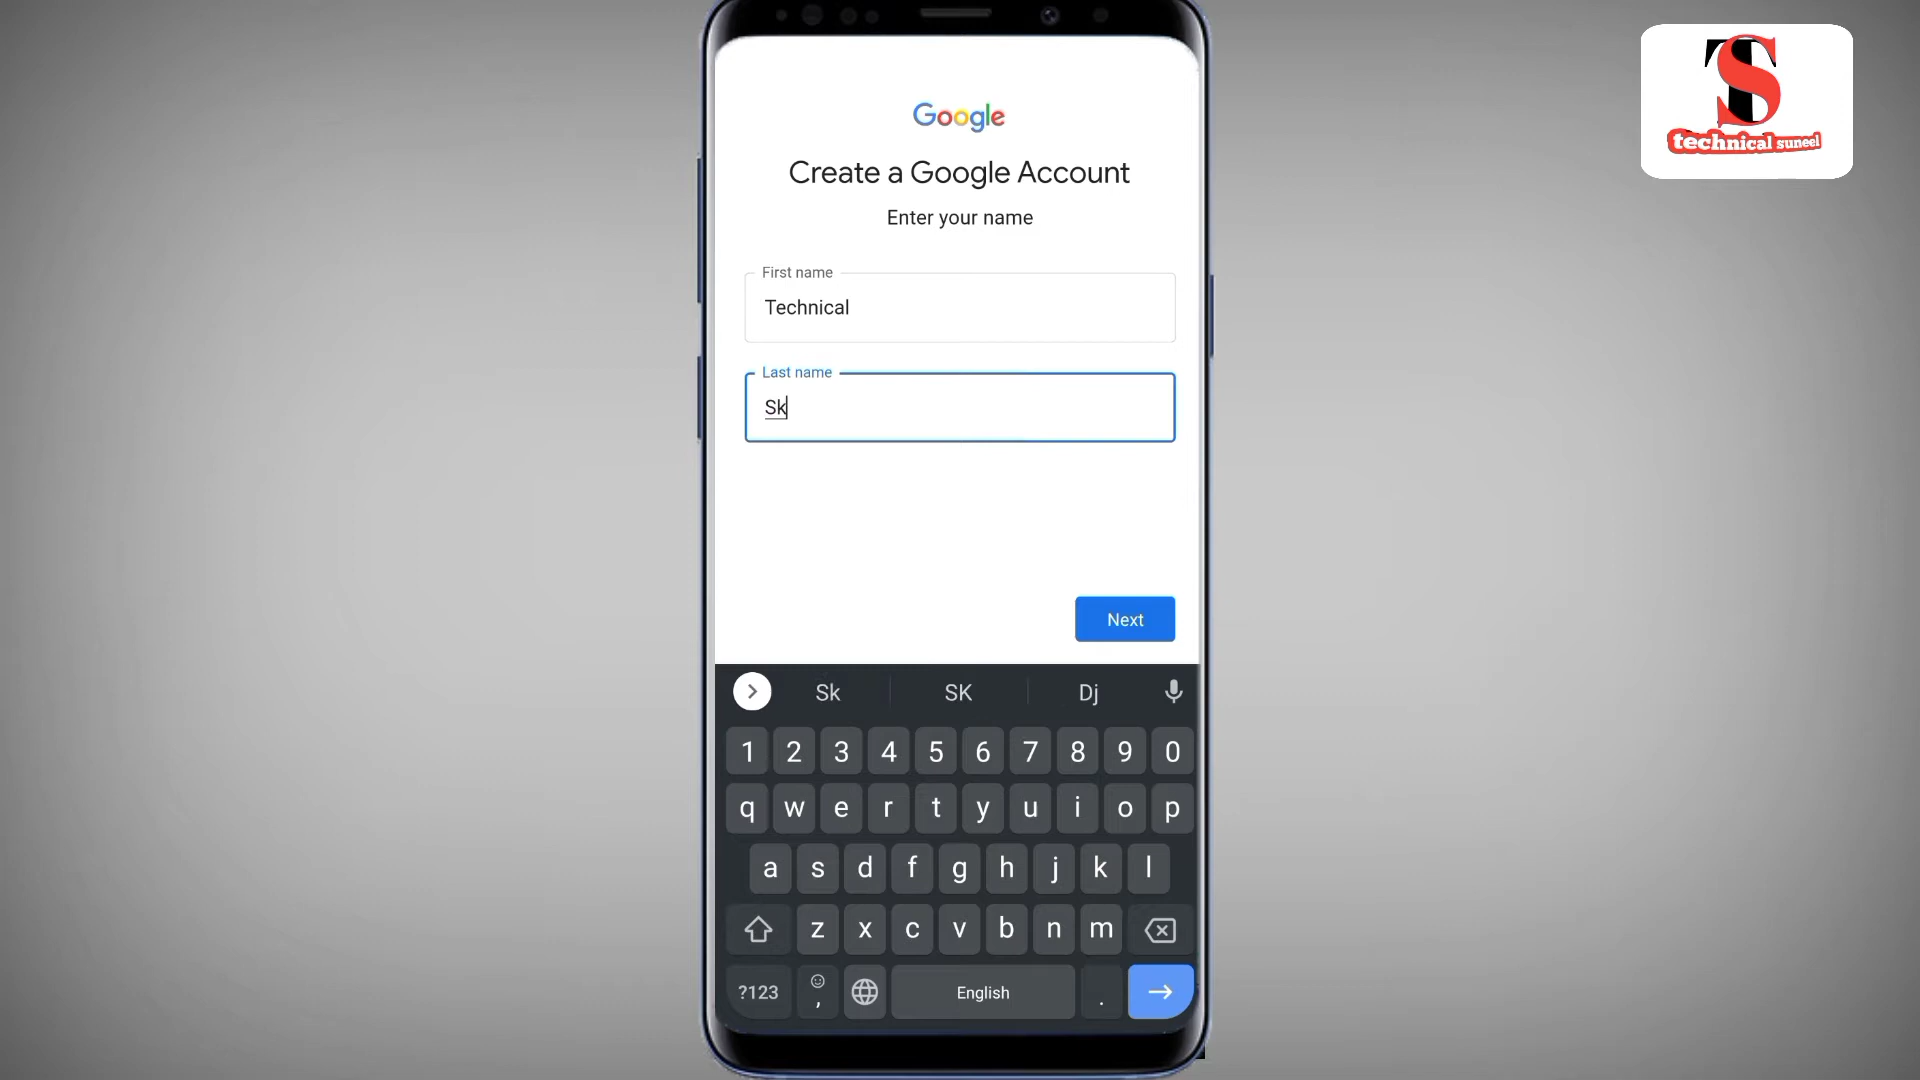 TS
technical suneel
Google
Create a Google Account
Enter your name
First name
Technical
Last name
Sk
Next
Sk SK Dj
1 2 3 4 5 6 7 8 9 0
q w e r t y u i o p
a s d f g h j k l
z x c v b n m
?123 , English .